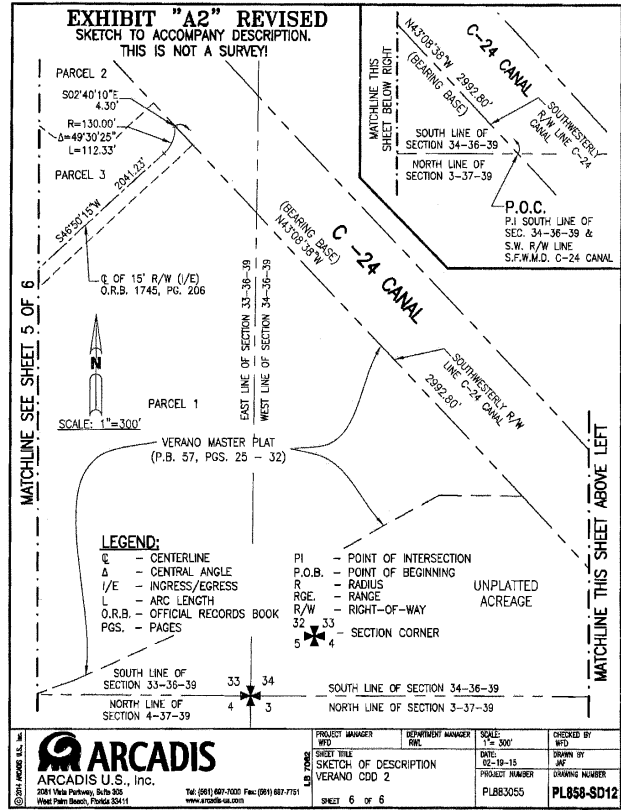 EXHIBIT "A2" REVISED
SKETCH TO ACCOMPANY DESCRIPTION.
THIS IS NOT A SURVEY!
PARCEL 2
S02°40'10"E
4.30'
R=130.00'
Δ=49°30'25"
L=112.33'
PARCEL 3
S46°50'15"W 2041.23'
℄ OF 15' R/W (I/E)
O.R.B. 1745, PG. 206
MATCHLINE SEE SHEET 5 OF 6
N
SCALE: 1"=300'
PARCEL 1
EAST LINE OF SECTION 33-36-39
WEST LINE OF SECTION 34-36-39
(BEARING BASE)
N43°08'38"W
C-24 CANAL
SOUTHWESTERLY R/W
LINE C-24 CANAL
2992.80'
VERANO MASTER PLAT
(P.B. 57, PGS. 25 - 32)
MATCHLINE THIS
SHEET BELOW RIGHT
N43°08'38"W 2992.80'
(BEARING BASE)
C-24 CANAL
SOUTHWESTERLY
R/W LINE C-24
CANAL
SOUTH LINE OF
SECTION 34-36-39
NORTH LINE OF
SECTION 3-37-39
P.O.C.
P.I SOUTH LINE OF
SEC. 34-36-39 &
S.W. R/W LINE
S.F.W.M.D. C-24 CANAL
MATCHLINE THIS SHEET ABOVE LEFT
LEGEND:
℄ - CENTERLINE
Δ - CENTRAL ANGLE
I/E - INGRESS/EGRESS
L - ARC LENGTH
O.R.B. - OFFICIAL RECORDS BOOK
PGS. - PAGES
PI - POINT OF INTERSECTION
P.O.B. - POINT OF BEGINNING
R - RADIUS
RGE. - RANGE
R/W - RIGHT-OF-WAY
32 33
5 4 - SECTION CORNER
UNPLATTED
ACREAGE
SOUTH LINE OF
SECTION 33-36-39
33 34
SOUTH LINE OF SECTION 34-36-39
NORTH LINE OF
SECTION 4-37-39
4 3
NORTH LINE OF SECTION 3-37-39
©2014 ARCADIS U.S., Inc.
ARCADIS
ARCADIS U.S., Inc.
2081 Vista Parkway, Suite 305
West Palm Beach, Florida 33411
Tel: (561) 697-7000 Fax: (561) 697-7751
www.arcadis-us.com
LB 7062
PROJECT MANAGER
WFD
DEPARTMENT MANAGER
RWL
SCALE:
1"= 300'
CHECKED BY
WFD
SHEET TITLE
SKETCH OF DESCRIPTION
VERANO CDD 2
DATE:
02-19-15
DRAWN BY
JAF
PROJECT NUMBER
PLB83055
DRAWING NUMBER
PL858-SD12
SHEET 6 OF 6